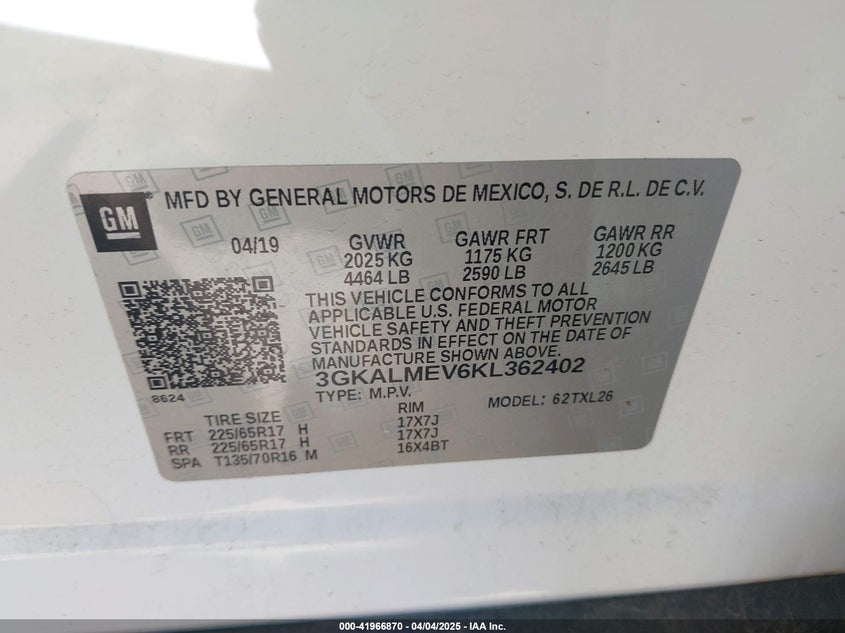 GM
MFD BY GENERAL MOTORS DE MEXICO, S. DE R.L. DE C.V.
04/19 GVWR GAWR FRT GAWR RR
2025 KG 1175 KG 1200 KG
4464 LB 2590 LB 2645 LB
THIS VEHICLE CONFORMS TO ALL
APPLICABLE U.S. FEDERAL MOTOR
VEHICLE SAFETY AND THEFT PREVENTION
STANDARDS IN EFFECT ON THE DATE OF
MANUFACTURE SHOWN ABOVE.
3GKALMEV6KL362402
8624
TYPE: M.P.V. MODEL: 62TXL26
TIRE SIZE RIM
FRT 225/65R17 H 17X7J
RR 225/65R17 H 17X7J
SPA T135/70R16 M 16X4BT
000-41966870 - 04/04/2025 - IAA Inc.